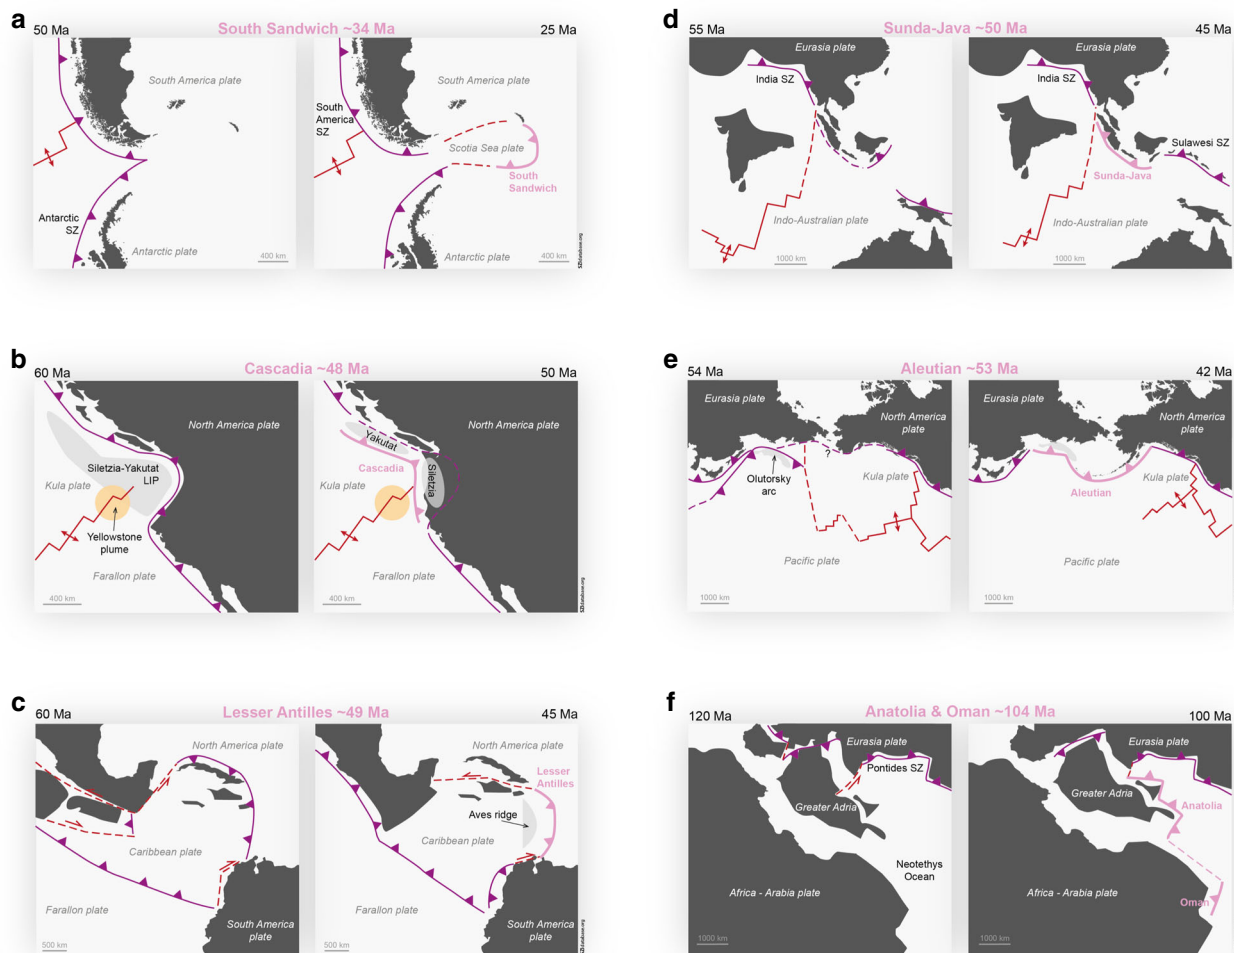 a
South Sandwich ~34 Ma
50 Ma
25 Ma
South America plate
Antarctic
SZ
Antarctic plate
400 km
South
America
SZ
South America plate
Scotia Sea plate
South
Sandwich
Antarctic plate
400 km
SZdatabase.org
b
Cascadia ~48 Ma
60 Ma
50 Ma
North America plate
Siletzia-Yakutat
LIP
Kula plate
Yellowstone
plume
Farallon plate
400 km
Yakutat
North America plate
Cascadia
Siletzia
Kula plate
Farallon plate
400 km
SZdatabase.org
c
Lesser Antilles ~49 Ma
60 Ma
45 Ma
North America plate
Caribbean plate
Farallon plate
South America
plate
500 km
North America plate
Lesser
Antilles
Aves ridge
Caribbean plate
Farallon plate
South America
plate
500 km
SZdatabase.org
d
Sunda-Java ~50 Ma
55 Ma
45 Ma
Eurasia plate
India SZ
Indo-Australian plate
1000 km
Eurasia plate
India SZ
Sulawesi SZ
Sunda-Java
Indo-Australian plate
1000 km
e
Aleutian ~53 Ma
54 Ma
42 Ma
Eurasia plate
North America
plate
?
Olutorsky
arc
Kula plate
Pacific plate
1000 km
Eurasia plate
North America
plate
Kula plate
Aleutian
Pacific plate
1000 km
f
Anatolia & Oman ~104 Ma
120 Ma
100 Ma
Eurasia plate
Pontides SZ
Greater Adria
Neotethys
Ocean
Africa - Arabia plate
1000 km
Eurasia plate
Greater Adria
Anatolia
Africa - Arabia plate
Oman
1000 km